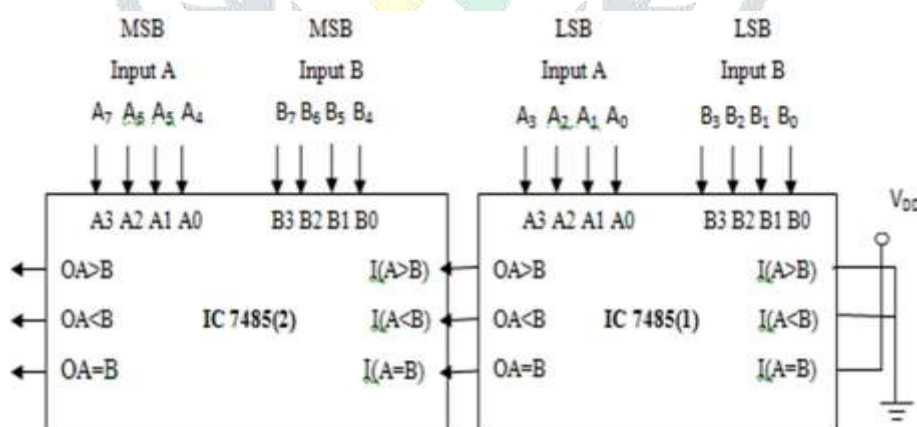 MSB MSB LSB LSB
Input A Input B Input A Input B
A₇ A₆ A₅ A₄ B₇ B₆ B₅ B₄ A₃ A₂ A₁ A₀ B₃ B₂ B₁ B₀
V_DD
A3 A2 A1 A0 B3 B2 B1 B0 A3 A2 A1 A0 B3 B2 B1 B0
OA>B I(A>B) OA>B I(A>B)
OA<B IC 7485(2) I(A<B) OA<B IC 7485(1) I(A<B)
OA=B I(A=B) OA=B I(A=B)